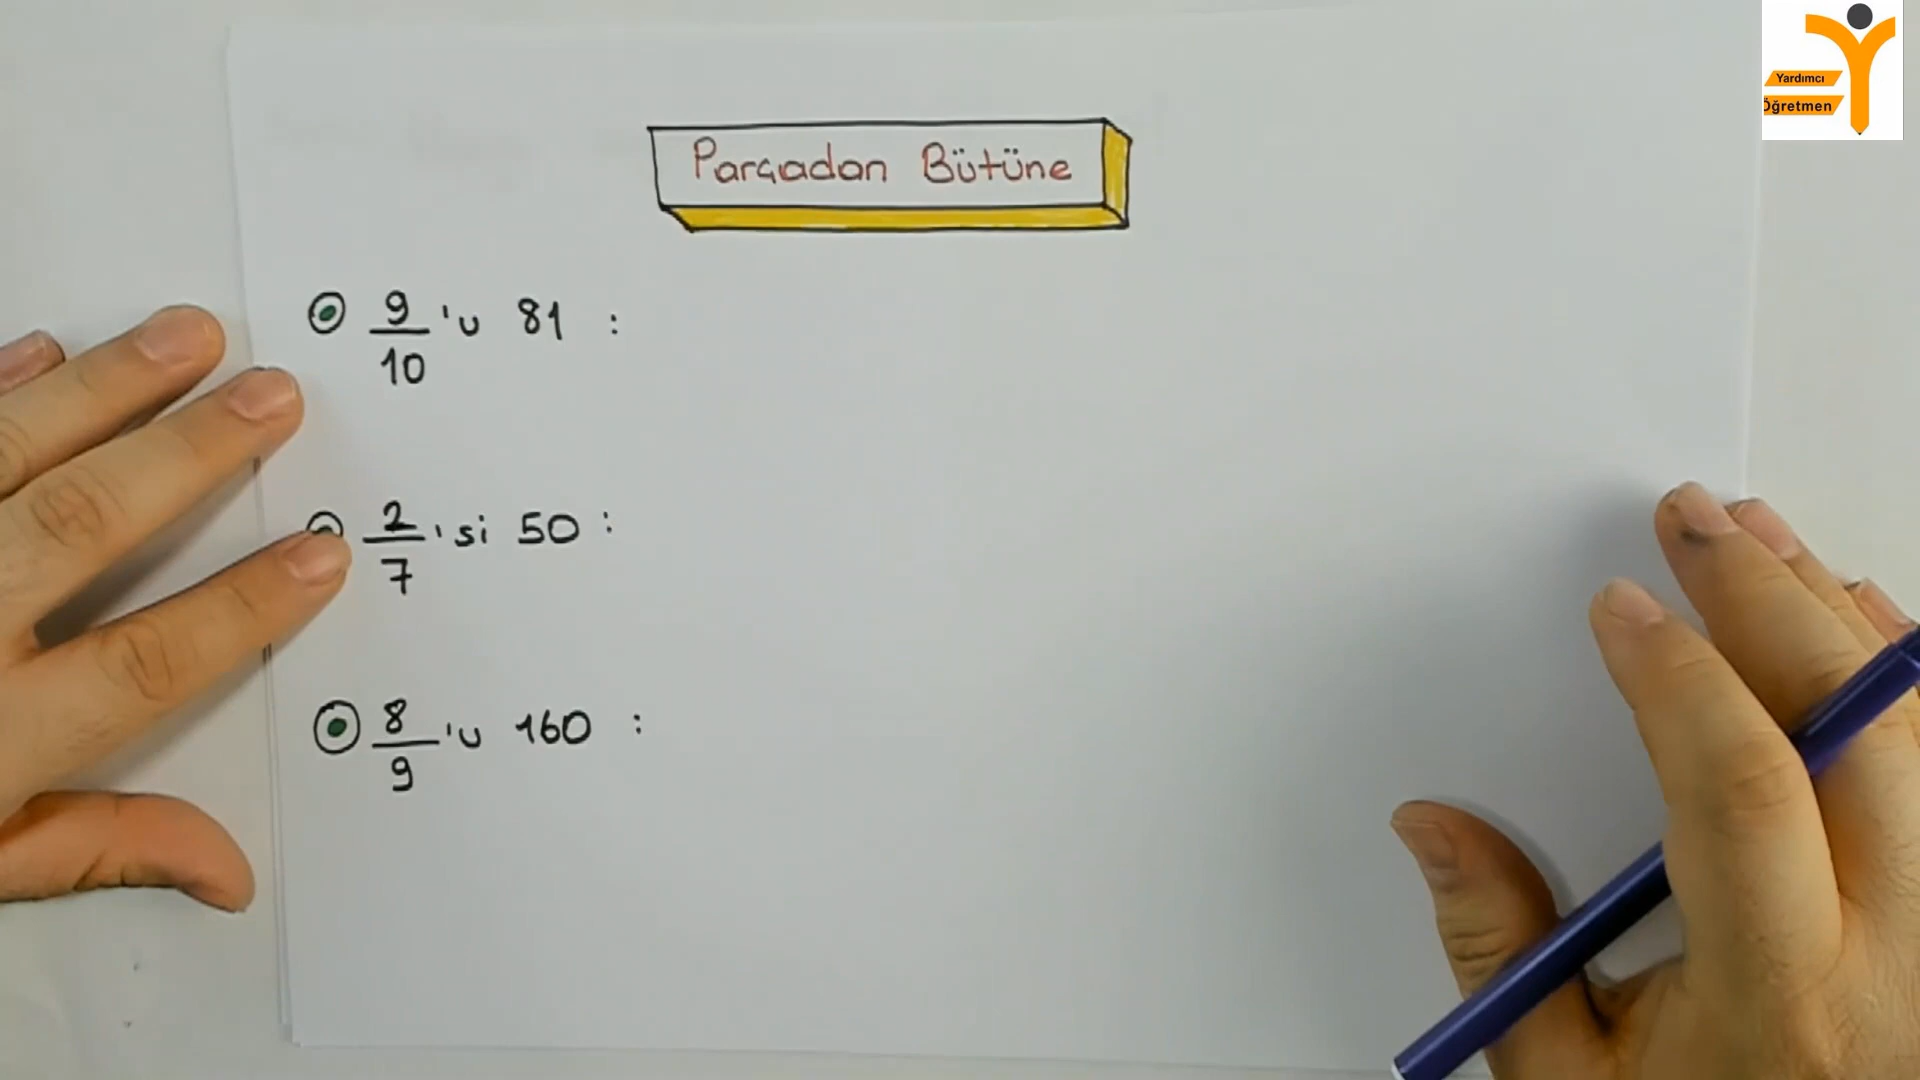 Yardımcı
Öğretmen
Parçadan Bütüne
9/10 'u 81 :
2/7 'si 50 :
8/9 'u 160 :